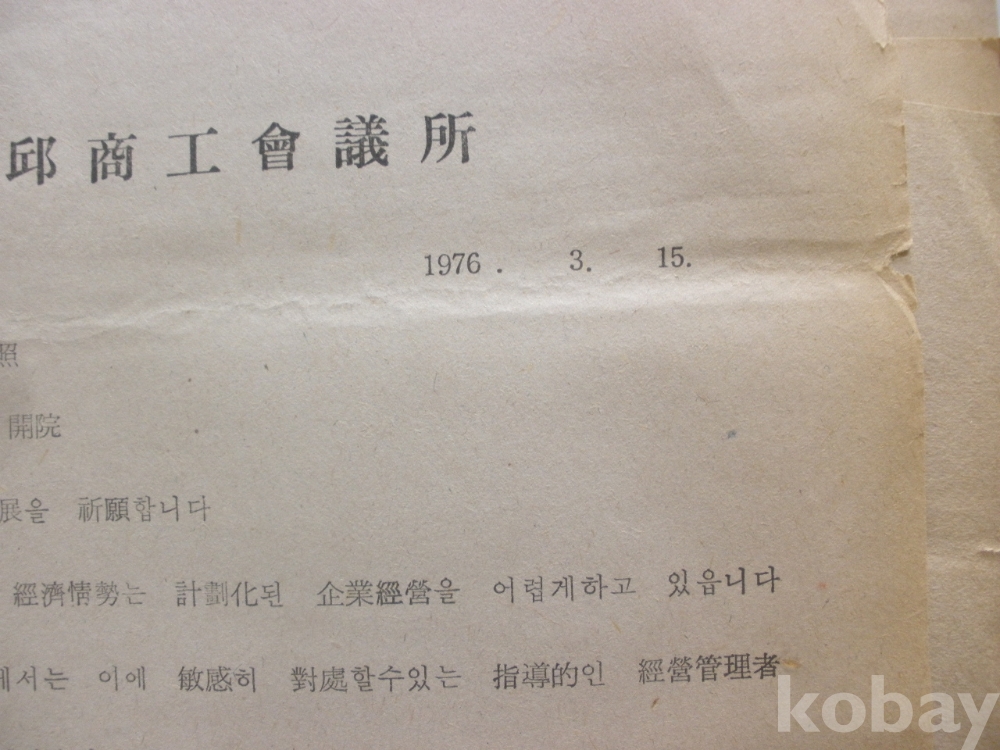 邱商工會議所
1976. 3. 15.
照
開院
展을 祈願합니다
經濟情勢는 計劃化된 企業經營을 어렵게하고 있읍니다
에서는 이에 敏感히 對處할수있는 指導的인 經營管理者
kobay